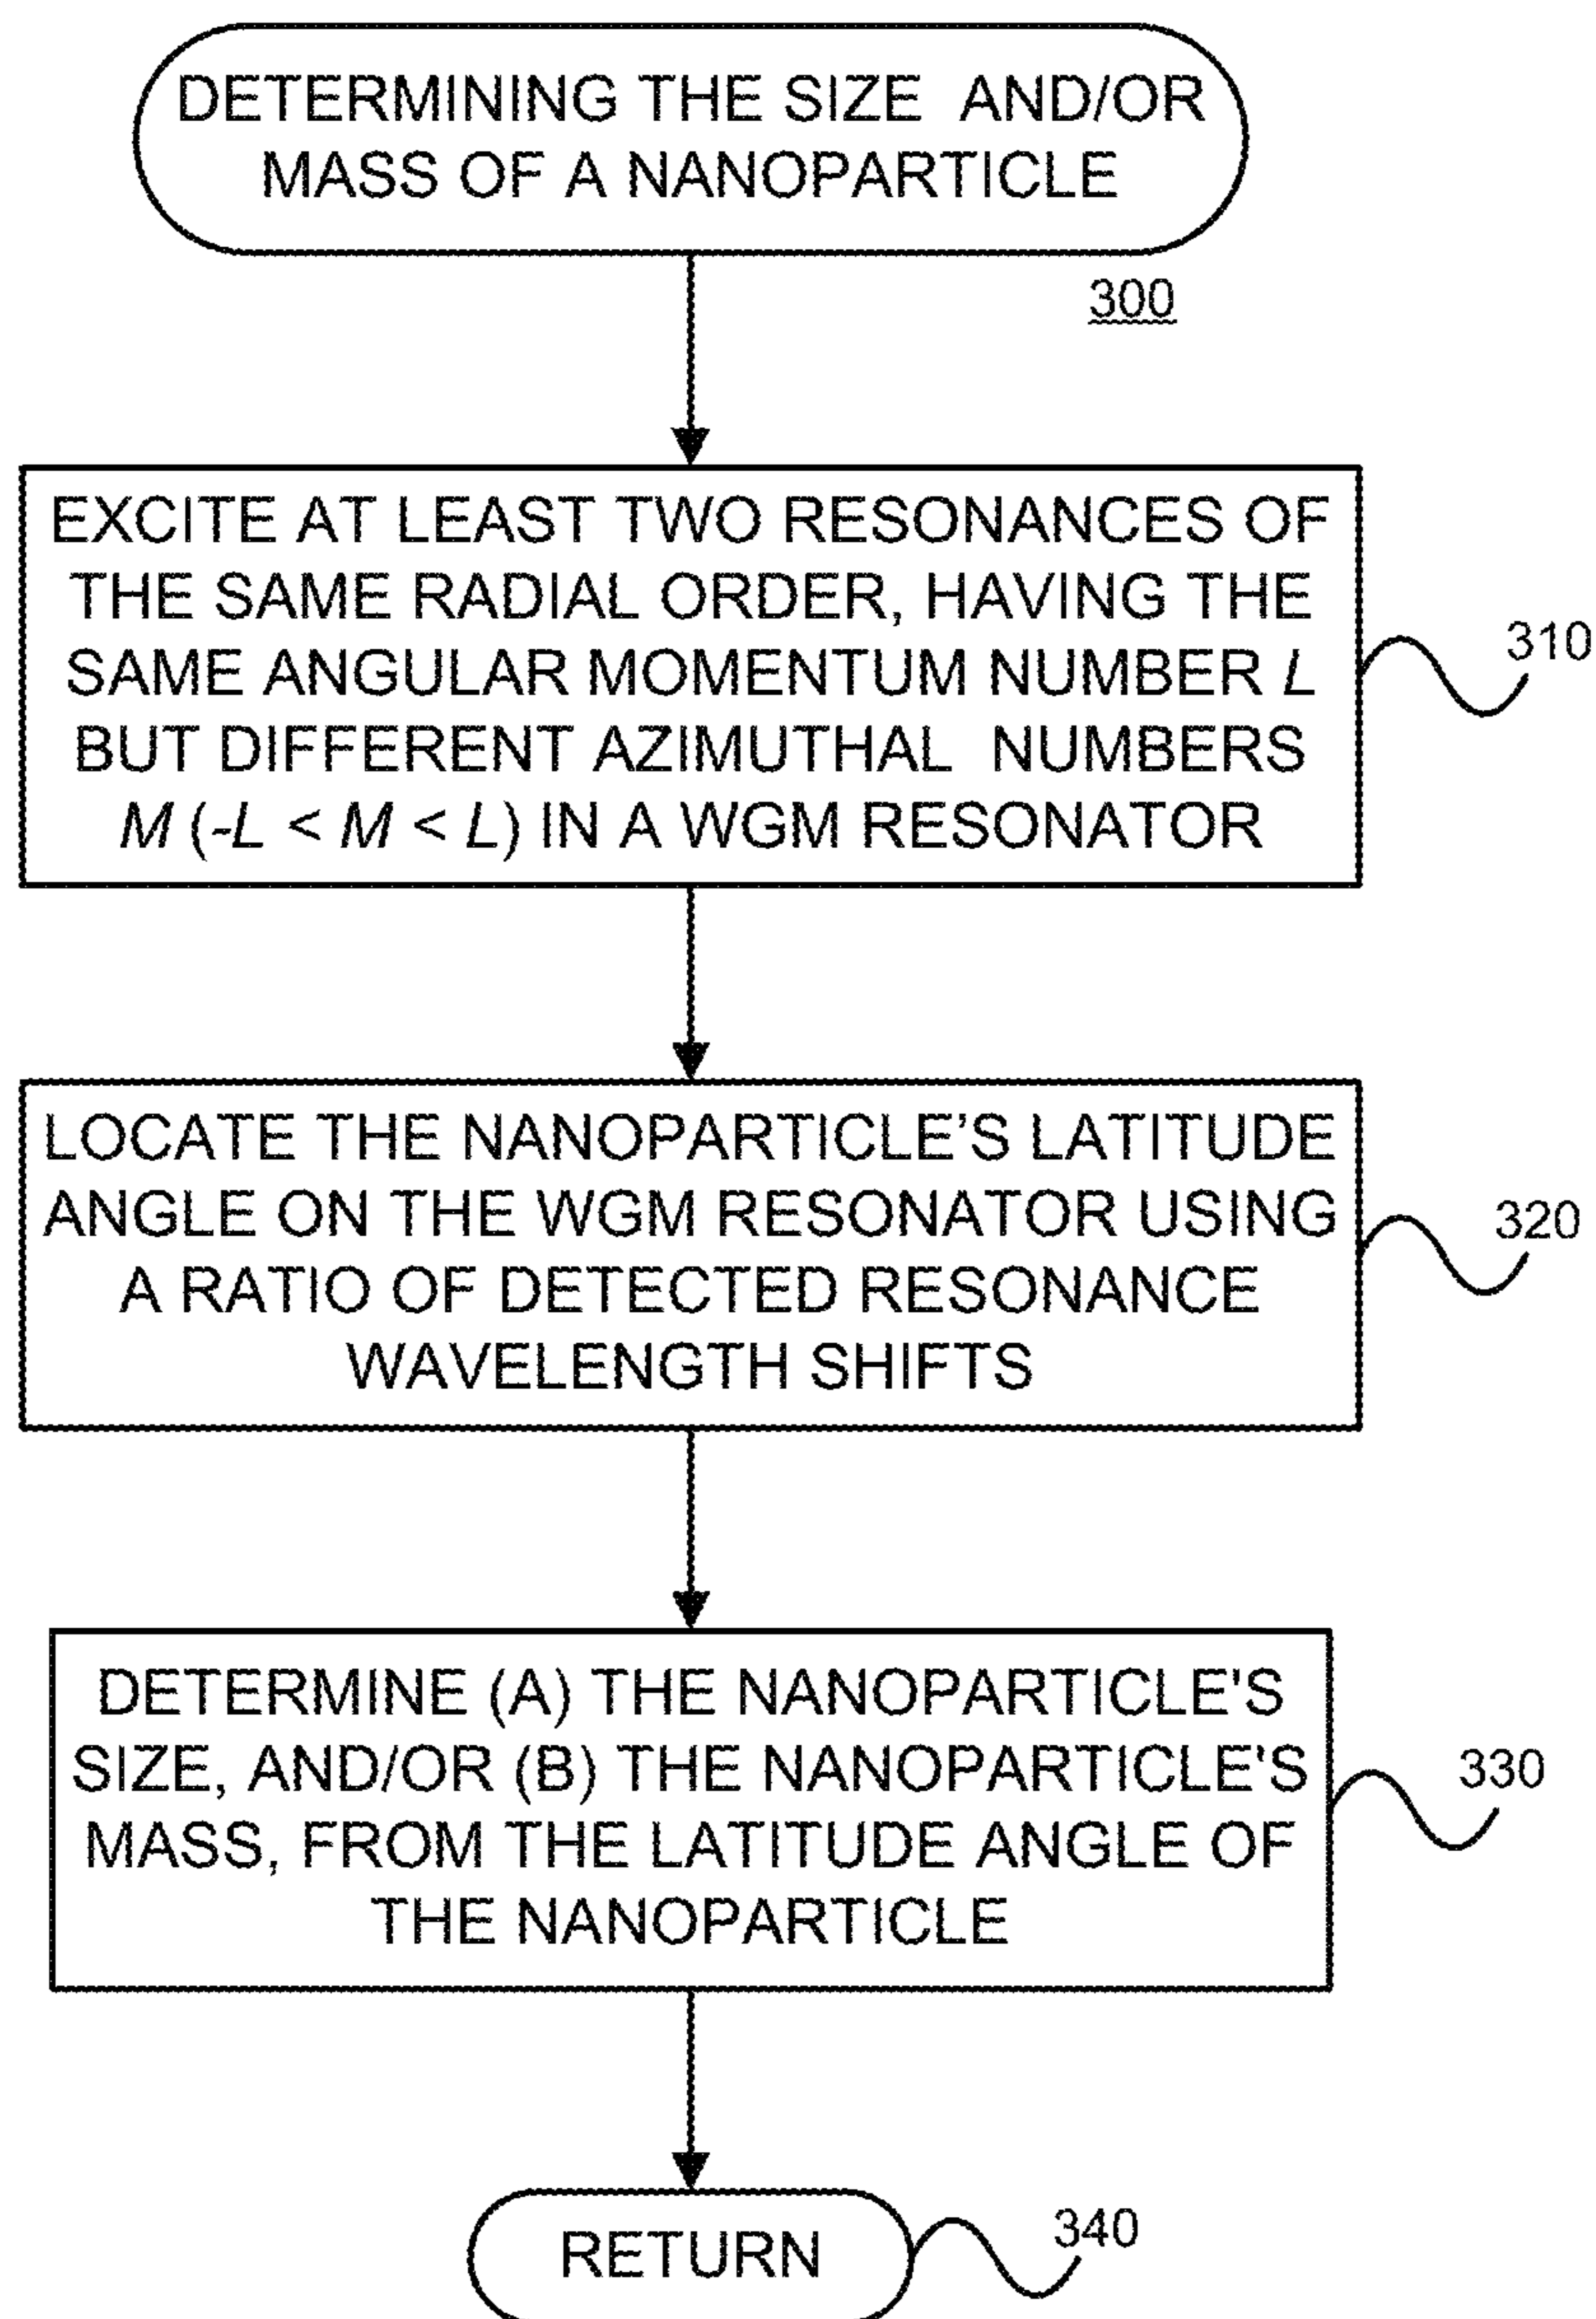 DETERMINING THE SIZE AND/OR
MASS OF A NANOPARTICLE
300
EXCITE AT LEAST TWO RESONANCES OF
THE SAME RADIAL ORDER, HAVING THE
SAME ANGULAR MOMENTUM NUMBER L
BUT DIFFERENT AZIMUTHAL NUMBERS
M (-L < M < L) IN A WGM RESONATOR
310
LOCATE THE NANOPARTICLE’S LATITUDE
ANGLE ON THE WGM RESONATOR USING
A RATIO OF DETECTED RESONANCE
WAVELENGTH SHIFTS
320
DETERMINE (A) THE NANOPARTICLE'S
SIZE, AND/OR (B) THE NANOPARTICLE'S
MASS, FROM THE LATITUDE ANGLE OF
THE NANOPARTICLE
330
RETURN
340